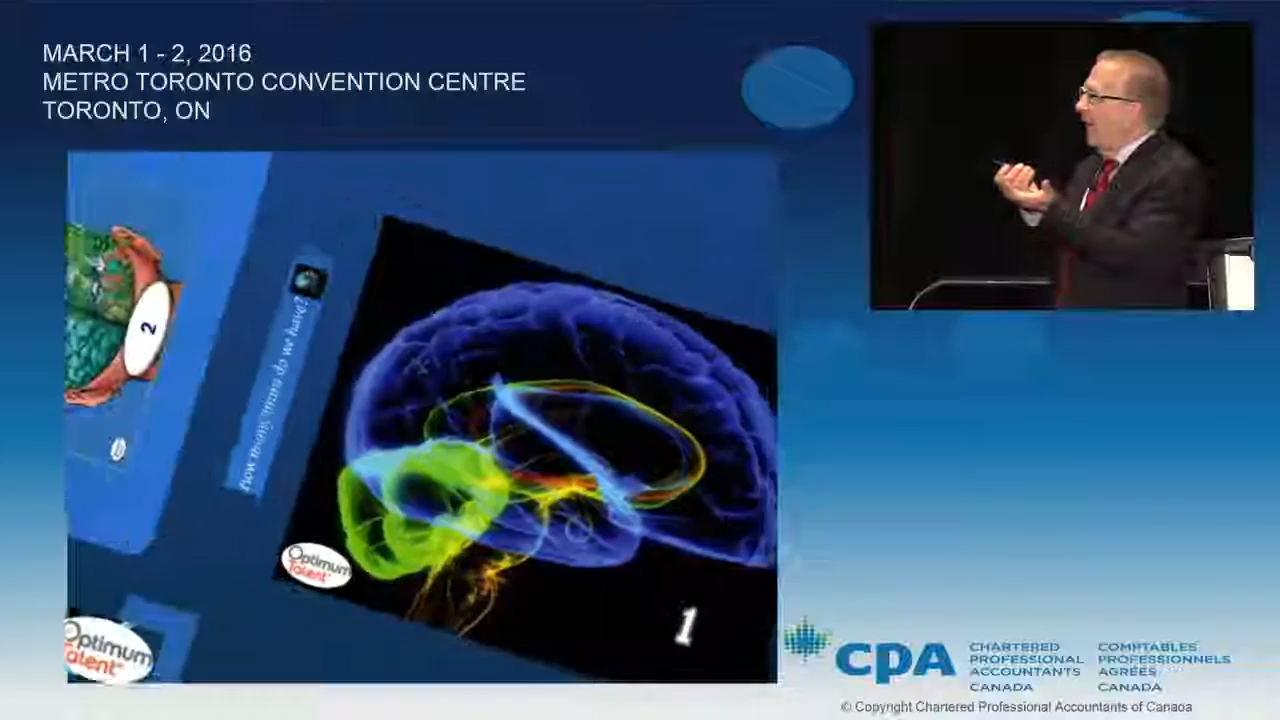 MARCH 1 - 2, 2016
METRO TORONTO CONVENTION CENTRE
TORONTO, ON
2
How many brains do we have?
Optimum
Talent
1
Optimum
Talent
CPA
CHARTERED
PROFESSIONAL
ACCOUNTANTS
CANADA
COMPTABLES
PROFESSIONNELS
AGRÉÉS
CANADA
© Copyright Chartered Professional Accountants of Canada